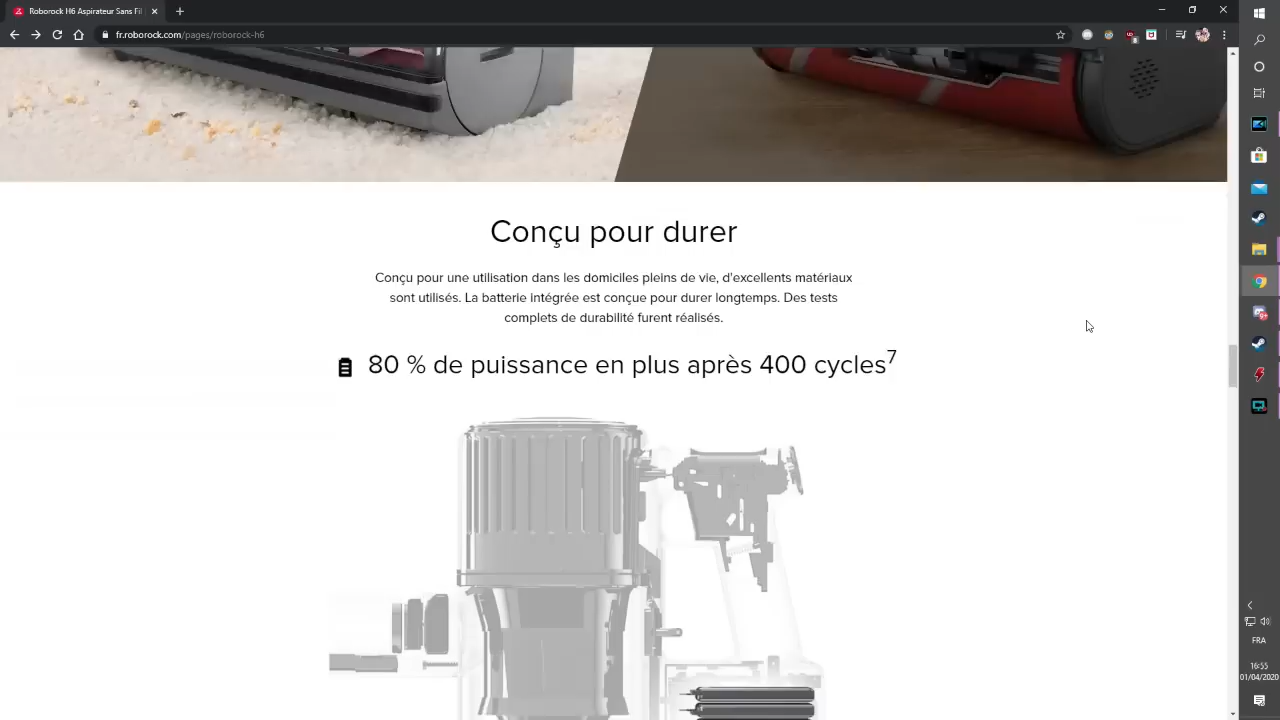 Roborock H6 Aspirateur Sans Fil
fr.roborock.com/pages/roborock-h6
Conçu pour durer
Conçu pour une utilisation dans les domiciles pleins de vie, d'excellents matériaux
sont utilisés. La batterie intégrée est conçue pour durer longtemps. Des tests
complets de durabilité furent réalisés.
80 % de puissance en plus après 400 cycles7
FRA
16:55
01/04/2020